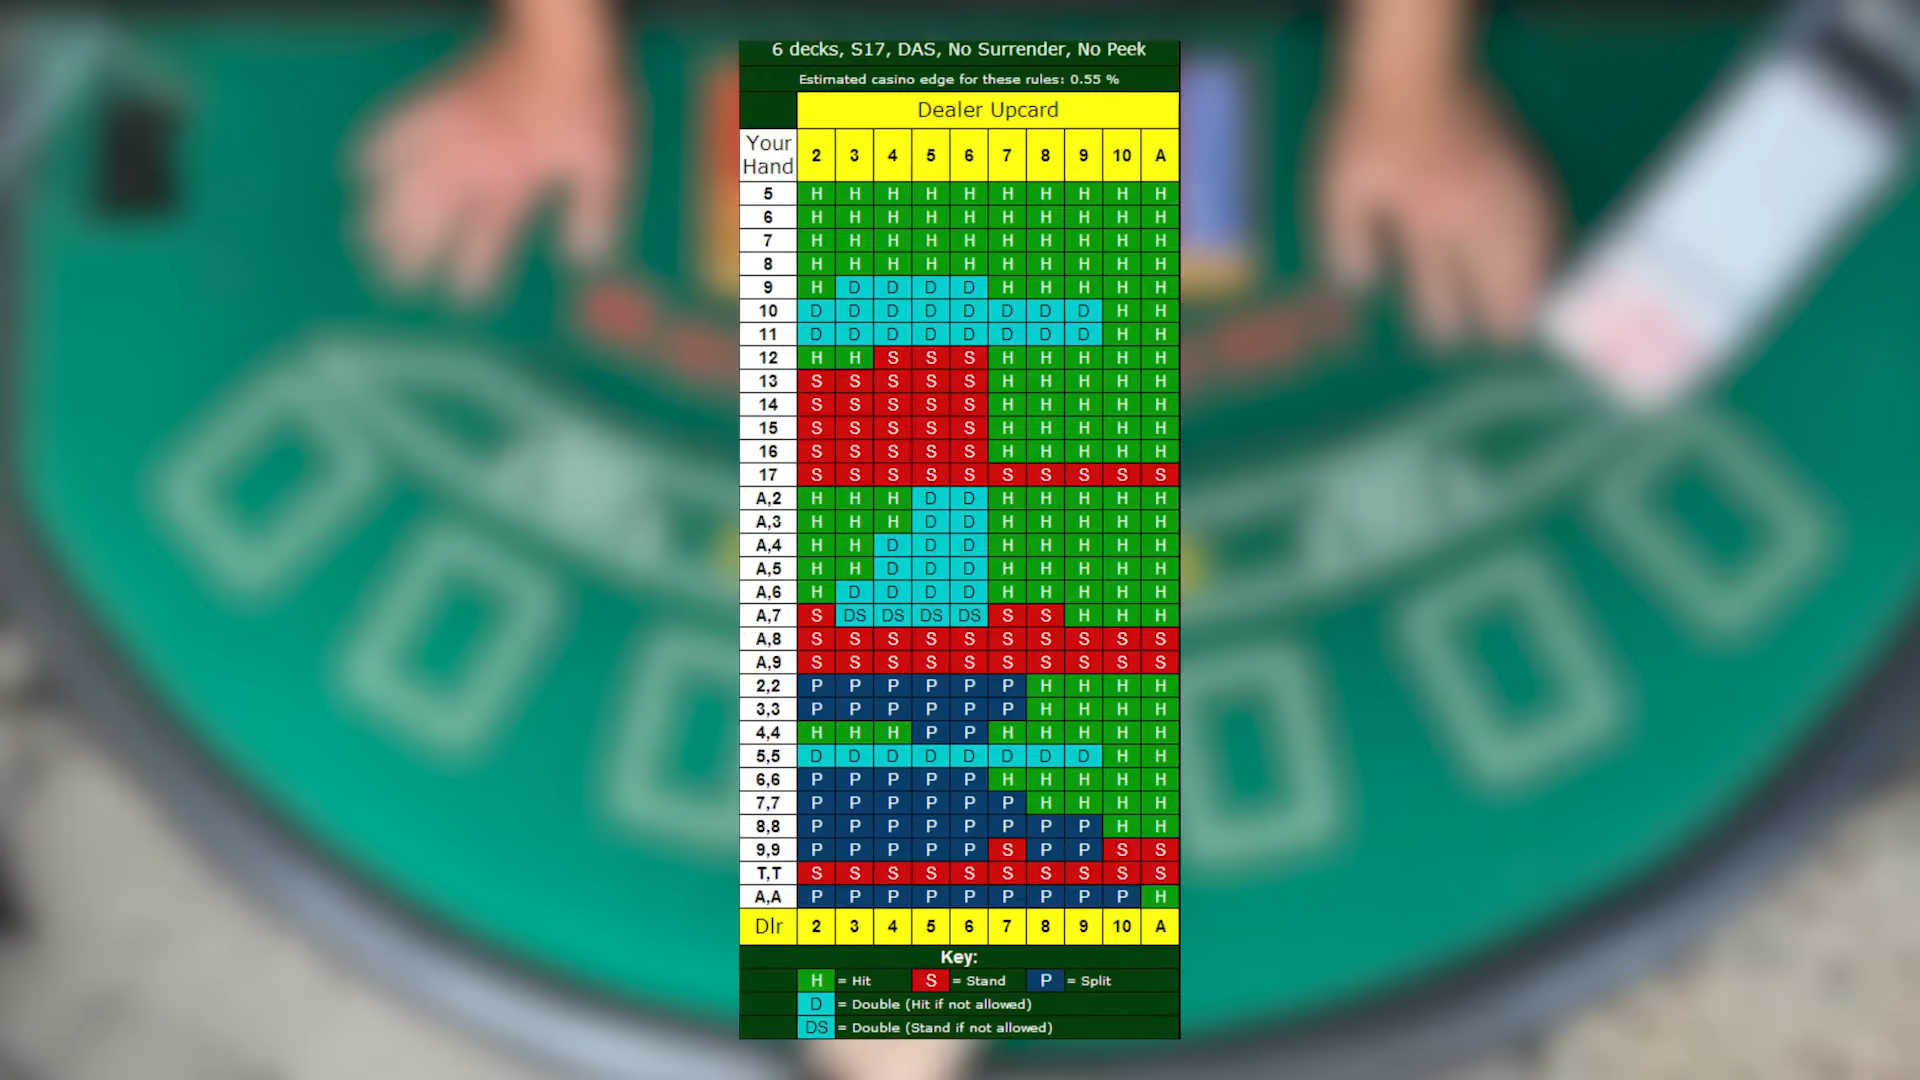 6 decks, S17, DAS, No Surrender, No Peek
Estimated casino edge for these rules: 0.55 %
Dealer Upcard
Your Hand 2 3 4 5 6 7 8 9 10 A
5 H H H H H H H H H H
6 H H H H H H H H H H
7 H H H H H H H H H H
8 H H H H H H H H H H
9 H D D D D H H H H H
10 D D D D D D D D H H
11 D D D D D D D D H H
12 H H S S S H H H H H
13 S S S S S H H H H H
14 S S S S S H H H H H
15 S S S S S H H H H H
16 S S S S S H H H H H
17 S S S S S S S S S S
A,2 H H H D D H H H H H
A,3 H H H D D H H H H H
A,4 H H D D D H H H H H
A,5 H H D D D H H H H H
A,6 H D D D D H H H H H
A,7 S DS DS DS DS S S H H H
A,8 S S S S S S S S S S
A,9 S S S S S S S S S S
2,2 P P P P P P H H H H
3,3 P P P P P P H H H H
4,4 H H H P P H H H H H
5,5 D D D D D D D D H H
6,6 P P P P P H H H H H
7,7 P P P P P P H H H H
8,8 P P P P P P P P H H
9,9 P P P P P S P P S S
T,T S S S S S S S S S S
A,A P P P P P P P P P H
Dlr 2 3 4 5 6 7 8 9 10 A
Key:
H = Hit S = Stand P = Split
D = Double (Hit if not allowed)
DS = Double (Stand if not allowed)